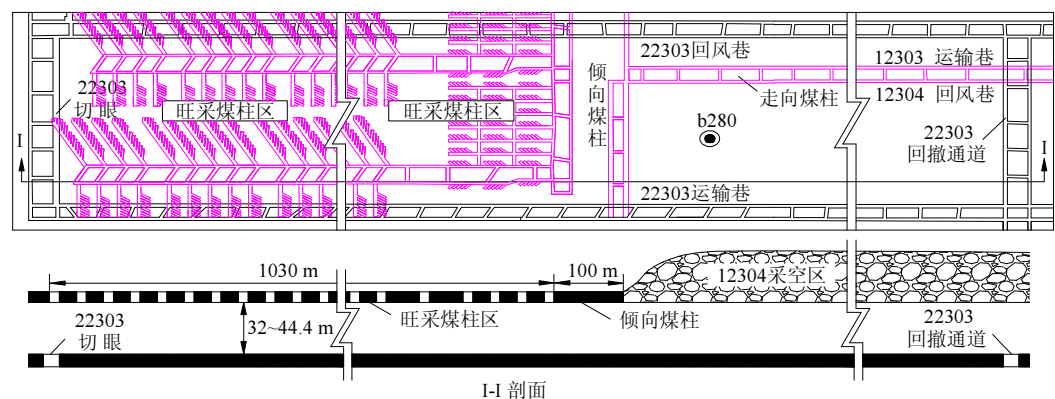 22303
切 眼
旺采煤柱区
旺采煤柱区
倾向煤柱
22303回风巷
12303 运输巷
走向煤柱
12304 回风巷
b280
22303
回撤通道
22303运输巷
I
I
1030 m
100 m
12304采空区
22303
切 眼
32~44.4 m
旺采煤柱区
倾向煤柱
22303
回撤通道
I-I 剖面